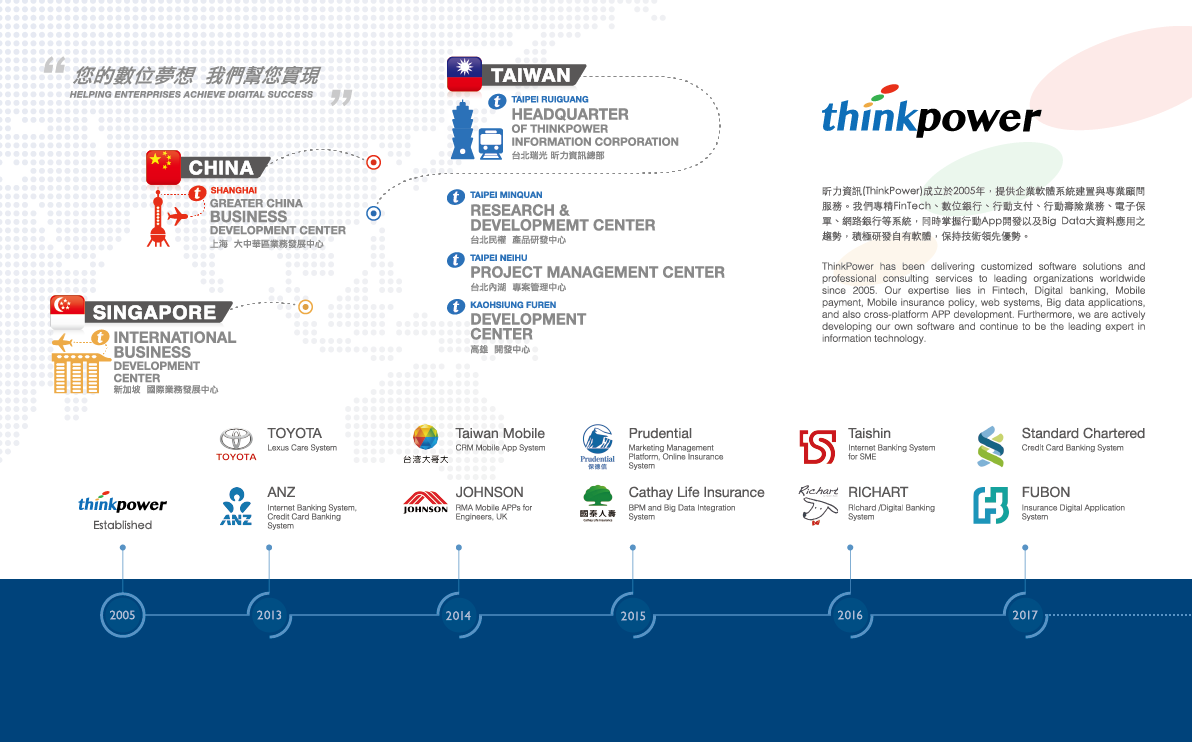 “ 您的數位夢想 我們幫您實現
HELPING ENTERPRISES ACHIEVE DIGITAL SUCCESS ”
CHINA
SHANGHAI
GREATER CHINA
BUSINESS
DEVELOPMENT CENTER
上海 大中華區業務發展中心
SINGAPORE
INTERNATIONAL
BUSINESS
DEVELOPMENT
CENTER
新加坡 國際業務發展中心
TAIWAN
TAIPEI RUIGUANG
HEADQUARTER
OF THINKPOWER
INFORMATION CORPORATION
台北瑞光 昕力資訊總部
TAIPEI MINQUAN
RESEARCH &
DEVELOPMEMT CENTER
台北民權 產品研發中心
TAIPEI NEIHU
PROJECT MANAGEMENT CENTER
台北內湖 專案管理中心
KAOHSIUNG FUREN
DEVELOPMENT
CENTER
高雄 開發中心
thinkpower
昕力資訊(ThinkPower)成立於2005年，提供企業軟體系統建置與專業顧問
服務。我們專精FinTech、數位銀行、行動支付、行動壽險業務、電子保
單、網路銀行等系統，同時掌握行動App開發以及Big Data大資料應用之
趨勢，積極研發自有軟體，保持技術領先優勢。
ThinkPower has been delivering customized software solutions and
professional consulting services to leading organizations worldwide
since 2005. Our expertise lies in Fintech, Digital banking, Mobile
payment, Mobile insurance policy, web systems, Big data applications,
and also cross-platform APP development. Furthermore, we are actively
developing our own software and continue to be the leading expert in
information technology.
thinkpower
Established
TOYOTA
TOYOTA
Lexus Care System
ANZ
ANZ
Internet Banking System,
Credit Card Banking
System
台灣大哥大
Taiwan Mobile
CRM Mobile App System
JOHNSON
JOHNSON
RMA Mobile APPs for
Engineers, UK
Prudential
保德信
Prudential
Marketing Management
Platform, Online Insurance
System
國泰人壽
Cathay Life Insurance
Cathay Life Insurance
BPM and Big Data Integration
System
Taishin
Internet Banking System
for SME
Richart
RICHART
RIchard /Digital Banking
System
Standard Chartered
Credit Card Banking System
FUBON
Insurance Digital Application
System
2005
2013
2014
2015
2016
2017